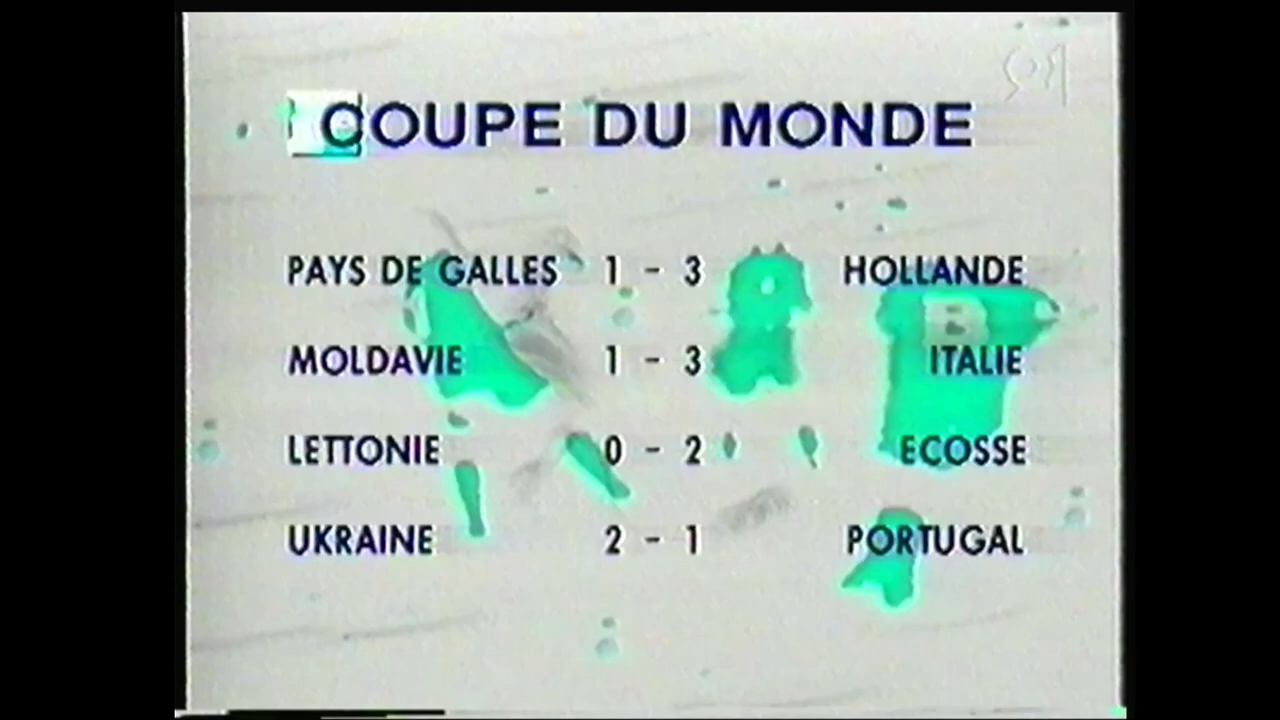 COUPE DU MONDE
PAYS DE GALLES 1 - 3 HOLLANDE
MOLDAVIE 1 - 3 ITALIE
LETTONIE 0 - 2 ECOSSE
UKRAINE 2 - 1 PORTUGAL